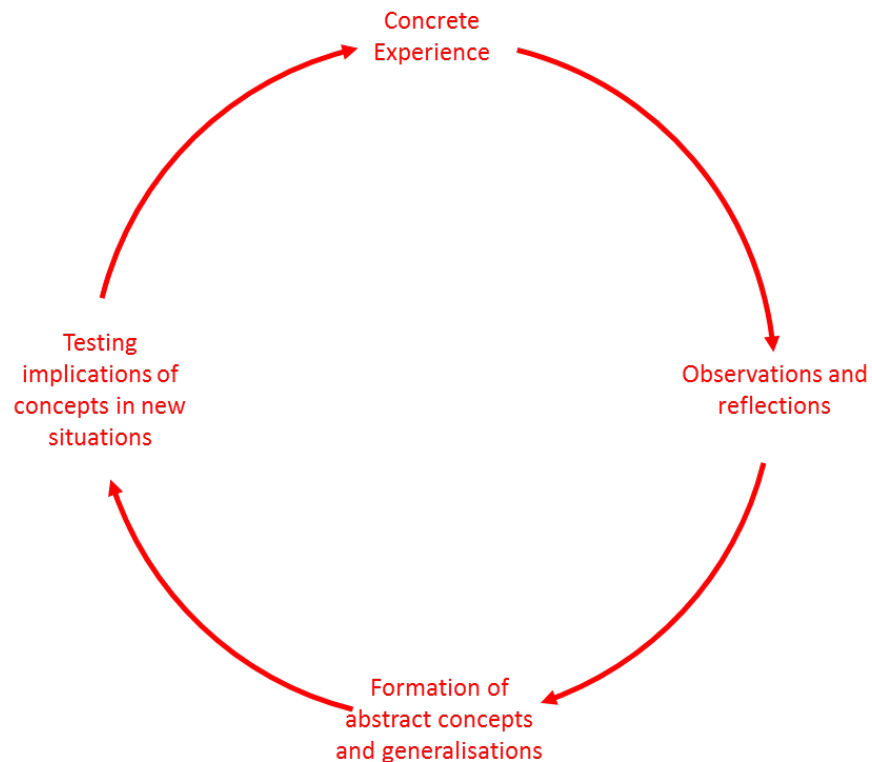 Concrete
Experience
Observations and
reflections
Formation of
abstract concepts
and generalisations
Testing
implications of
concepts in new
situations